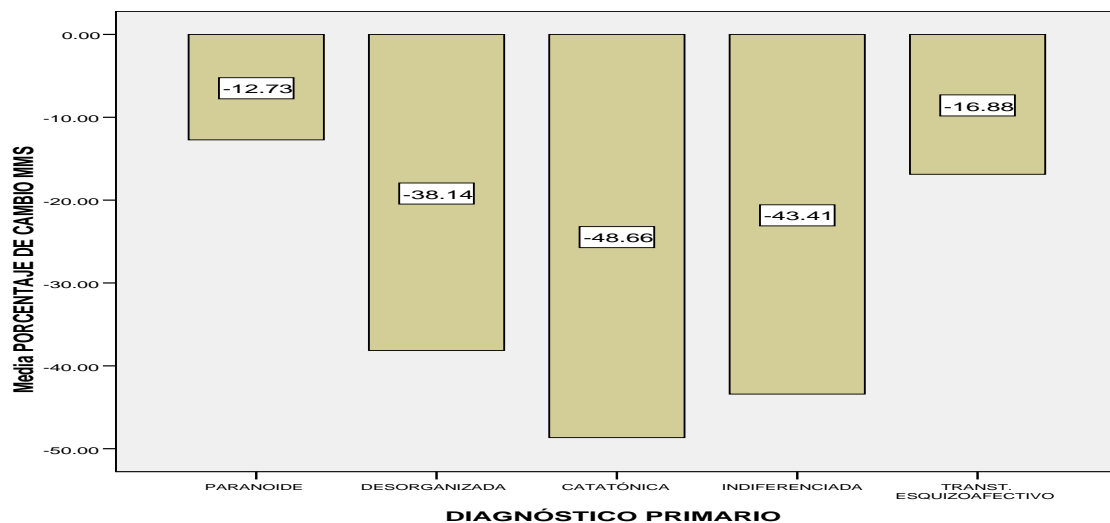 Media PORCENTAJE DE CAMBIO MMS
0.00
-10.00
-20.00
-30.00
-40.00
-50.00
-12.73
-38.14
-48.66
-43.41
-16.88
PARANOIDE
DESORGANIZADA
CATATÓNICA
INDIFERENCIADA
TRANST.
ESQUIZOAFECTIVO
DIAGNÓSTICO PRIMARIO